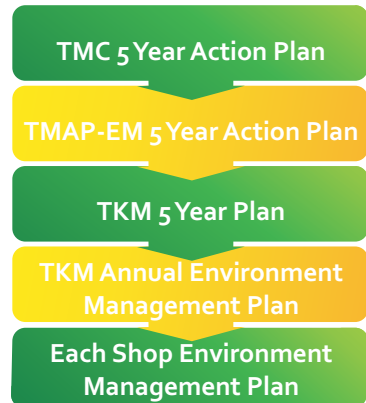 TMC 5 Year Action Plan
TMAP-EM 5 Year Action Plan
TKM 5 Year Plan
TKM Annual Environment
Management Plan
Each Shop Environment
Management Plan